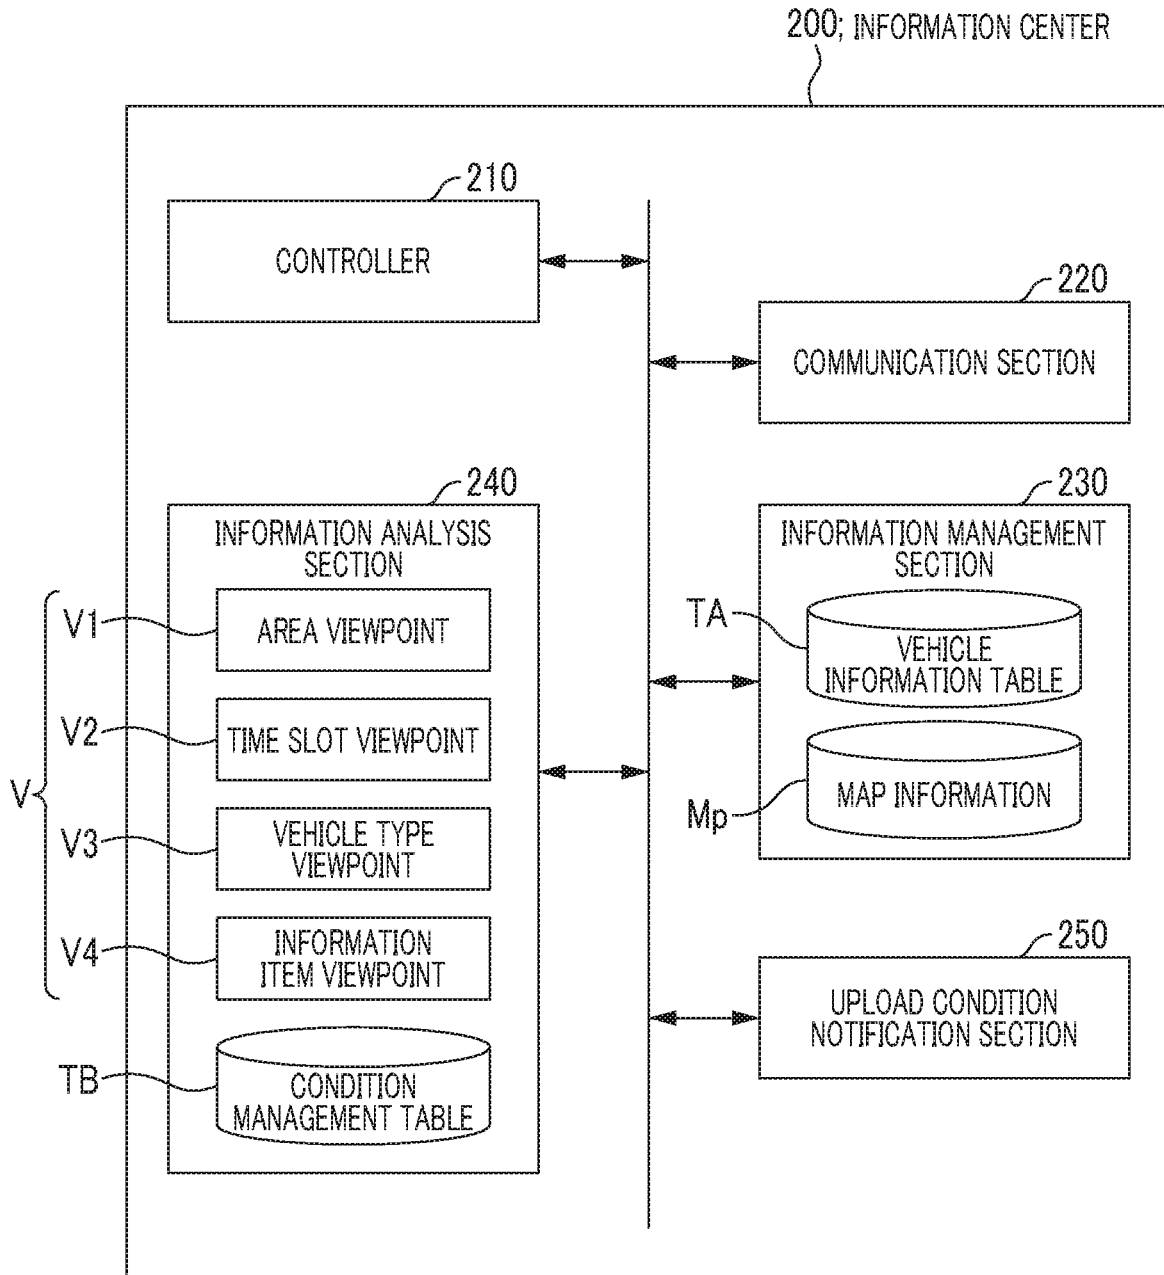 200; INFORMATION CENTER
210
CONTROLLER
220
COMMUNICATION SECTION
240
INFORMATION ANALYSIS
SECTION
V1
AREA VIEWPOINT
V2
TIME SLOT VIEWPOINT
V
V3
VEHICLE TYPE
VIEWPOINT
V4
INFORMATION
ITEM VIEWPOINT
TB
CONDITION
MANAGEMENT TABLE
230
INFORMATION MANAGEMENT
SECTION
TA
VEHICLE
INFORMATION TABLE
Mp
MAP INFORMATION
250
UPLOAD CONDITION
NOTIFICATION SECTION